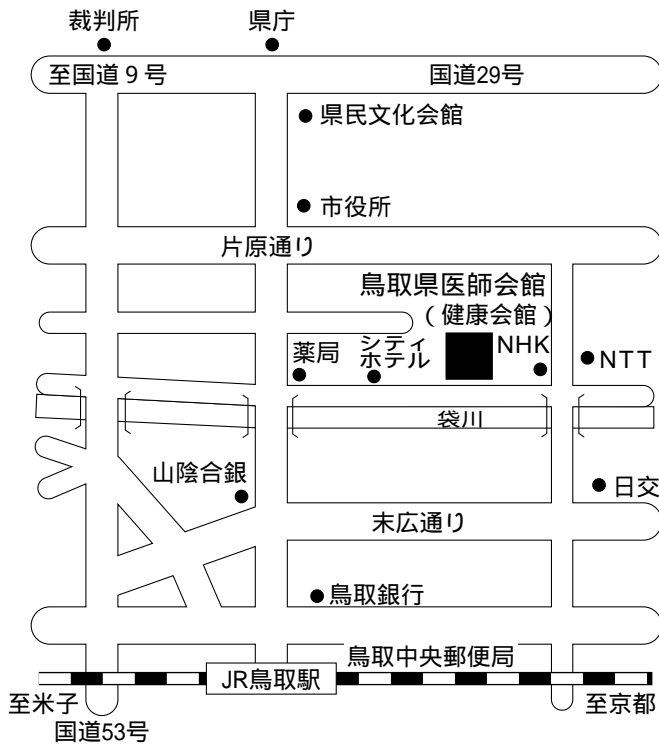 裁判所
県庁
至国道９号
国道29号
県民文化会館
市役所
片原通り
鳥取県医師会館
（健康会館）
薬局
シティ
ホテル
NHK
NTT
袋川
山陰合銀
日交
末広通り
鳥取銀行
鳥取中央郵便局
JR鳥取駅
至米子
至京都
国道53号